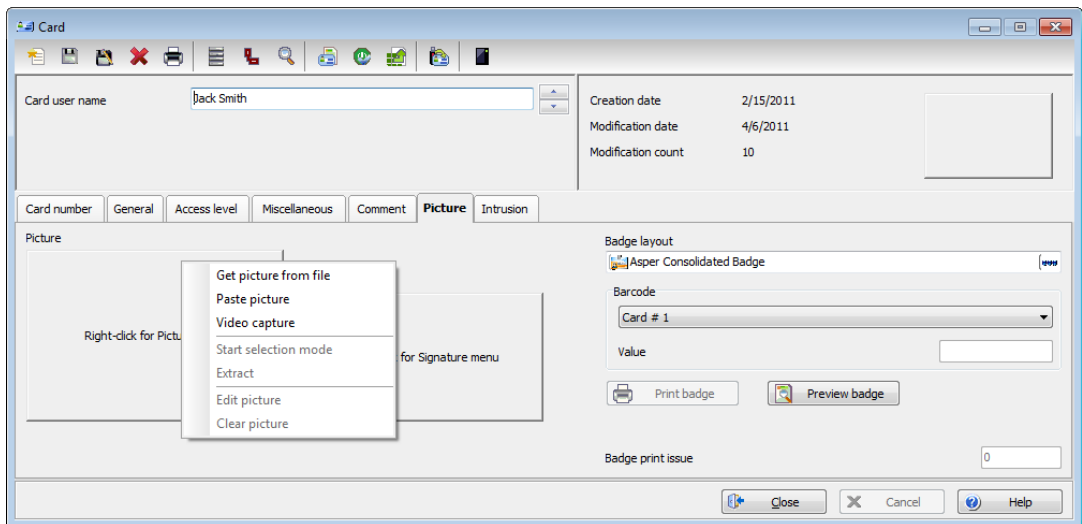 Card
Card user name
Jack Smith
Creation date 2/15/2011
Modification date 4/6/2011
Modification count 10
Card number General Access level Miscellaneous Comment Picture Intrusion
Picture
Right-click for Pictu
for Signature menu
Get picture from file
Paste picture
Video capture
Start selection mode
Extract
Edit picture
Clear picture
Badge layout
Asper Consolidated Badge
Barcode
Card # 1
Value
Print badge Preview badge
Badge print issue 0
Close Cancel Help